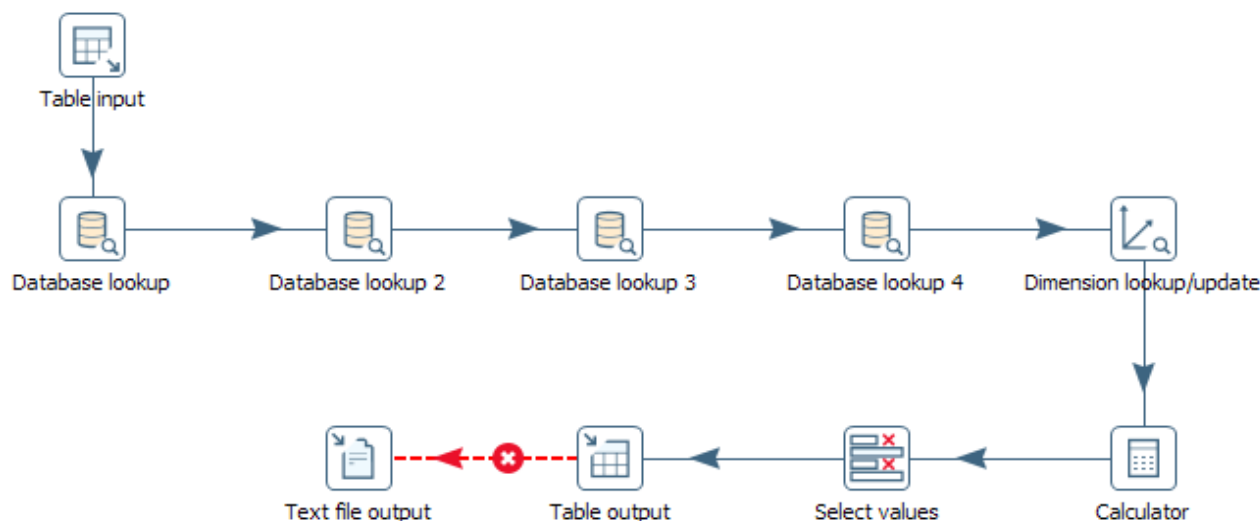 Table input
Database lookup
Database lookup 2
Database lookup 3
Database lookup 4
Dimension lookup/update
Text file output
Table output
Select values
Calculator